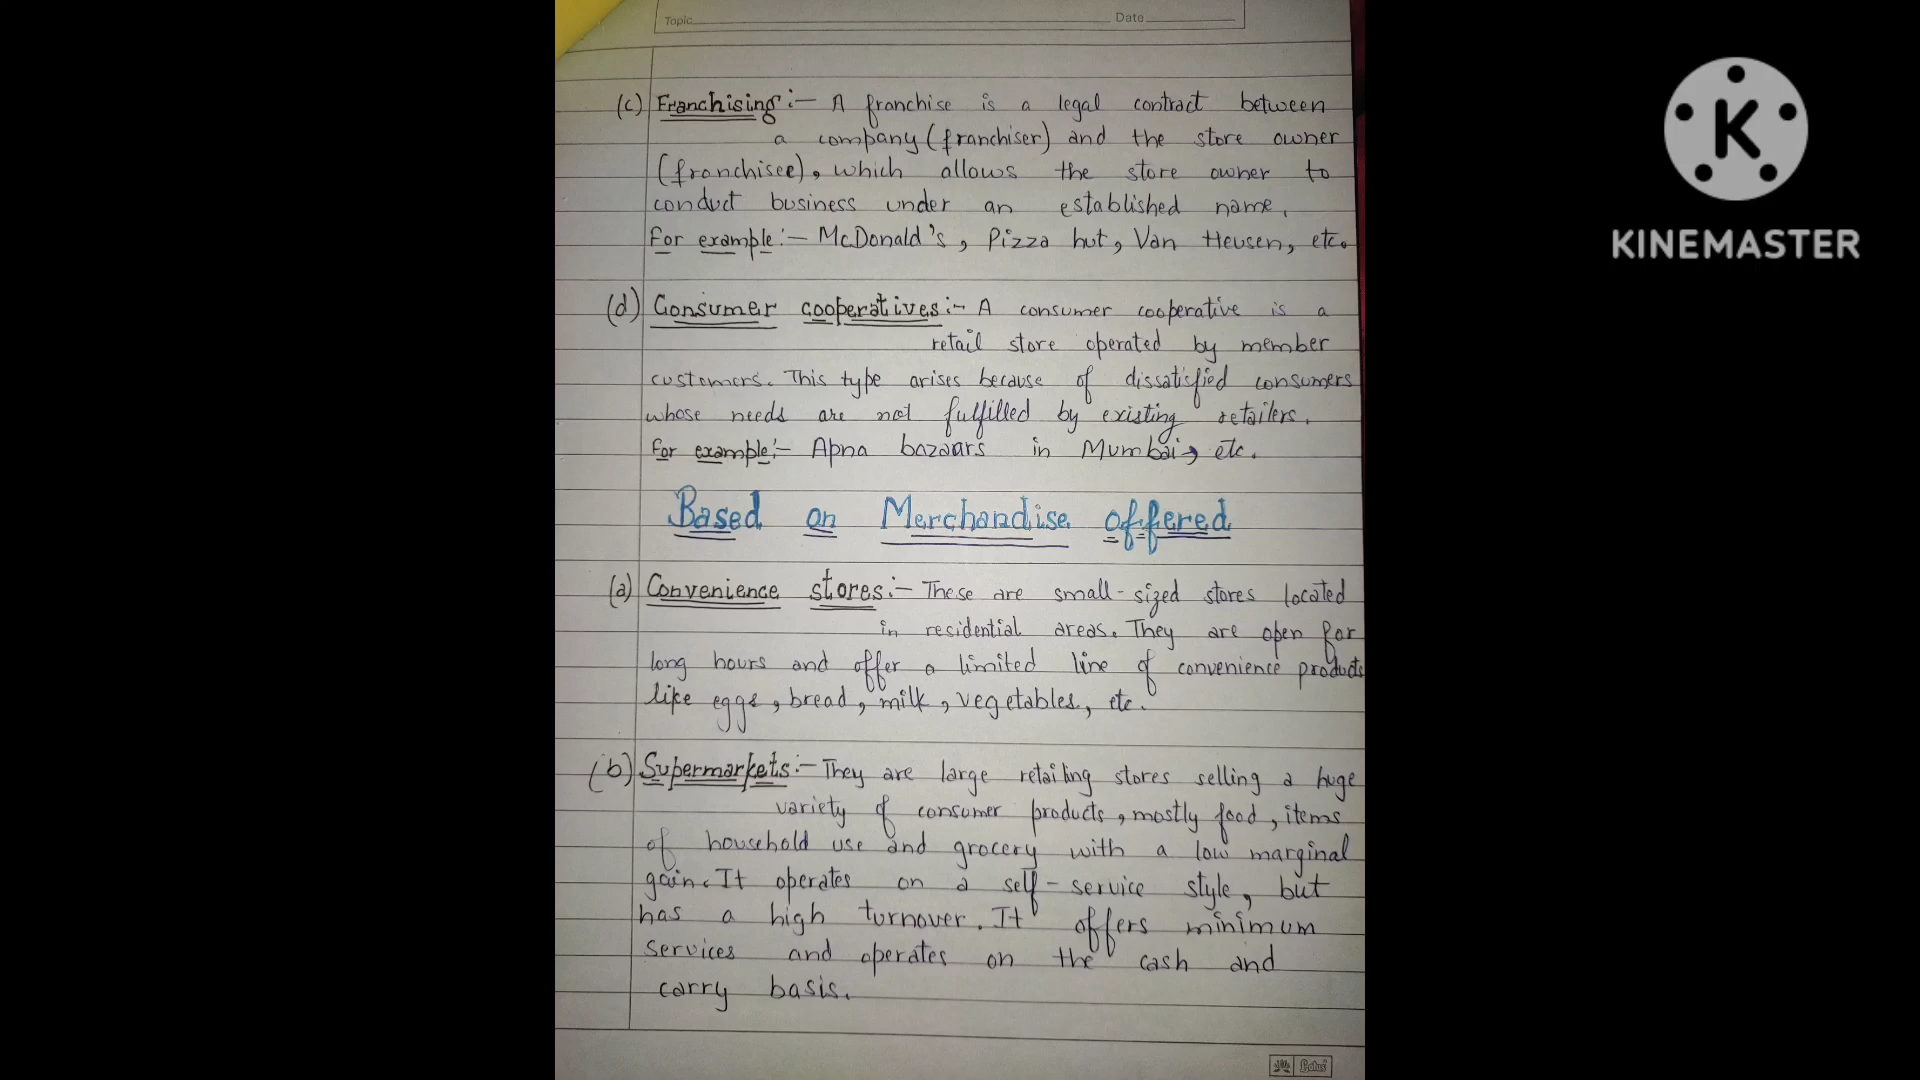 Topic Date
(c) Franchising:- A franchise is a legal contract between
a company (franchiser) and the store owner
(franchisee), which allows the store owner to
conduct business under an established name.
For example:- McDonald's, Pizza hut, Van Heusen, etc.
(d) Consumer cooperatives:- A consumer cooperative is a
retail store operated by member
customers. This type arises because of dissatisfied consumers
whose needs are not fulfilled by existing retailers.
For example:- Apna bazaars in Mumbai, etc.
Based on Merchandise offered
(a) Convenience stores:- These are small-sized stores located
in residential areas. They are open for
long hours and offer a limited line of convenience products
like eggs, bread, milk, vegetables, etc.
(b) Supermarkets:- They are large retailing stores selling a huge
variety of consumer products, mostly food, items
of household use and grocery with a low marginal
gain. It operates on a self-service style, but
has a high turnover. It offers minimum
services and operates on the cash and
carry basis.
Lotus
K
KINEMASTER